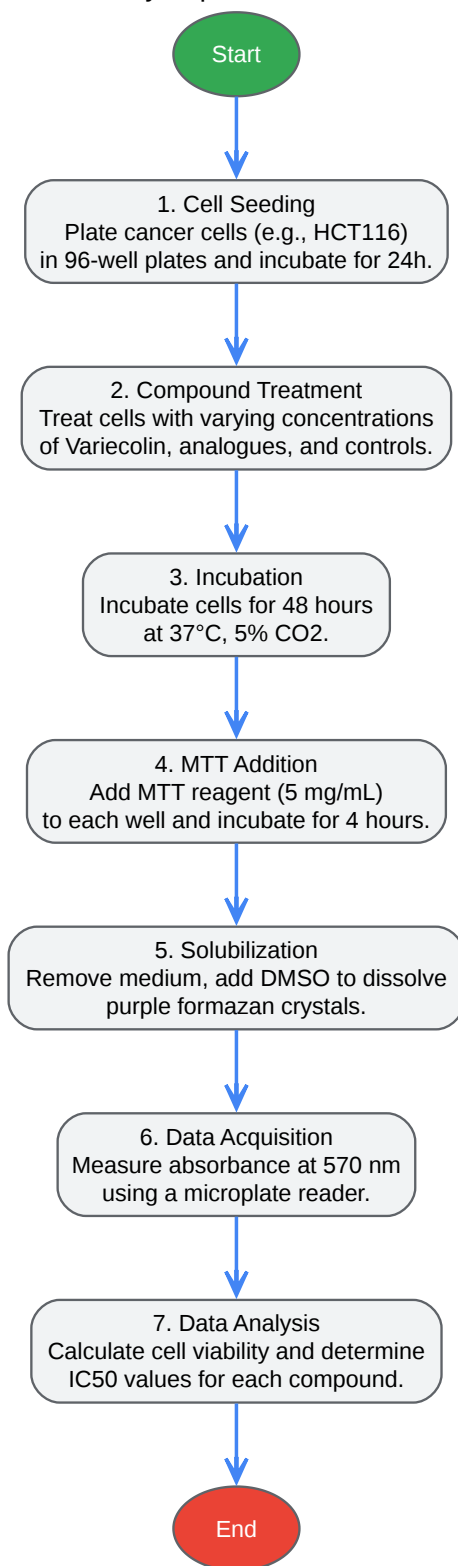 Start
1. Cell Seeding
Plate cancer cells (e.g., HCT116)
in 96-well plates and incubate for 24h.
2. Compound Treatment
Treat cells with varying concentrations
of Variecolin, analogues, and controls.
3. Incubation
Incubate cells for 48 hours
at 37°C, 5% CO2.
4. MTT Addition
Add MTT reagent (5 mg/mL)
to each well and incubate for 4 hours.
5. Solubilization
Remove medium, add DMSO to dissolve
purple formazan crystals.
6. Data Acquisition
Measure absorbance at 570 nm
using a microplate reader.
7. Data Analysis
Calculate cell viability and determine
IC50 values for each compound.
End